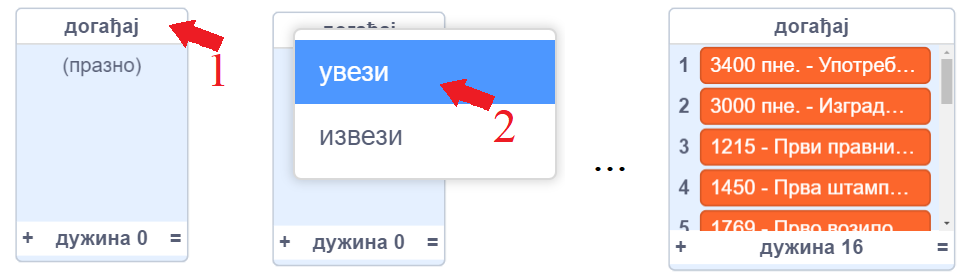 догађај
(празно)
+ дужина 0 =
1
догађај
увези
извези
+ дужина 0 =
2
...
догађај
1 3400 пне. - Употреб...
2 3000 пне. - Изград...
3 1215 - Први правни...
4 1450 - Прва штамп...
5 1769 - Прво возило
+ дужина 16 =